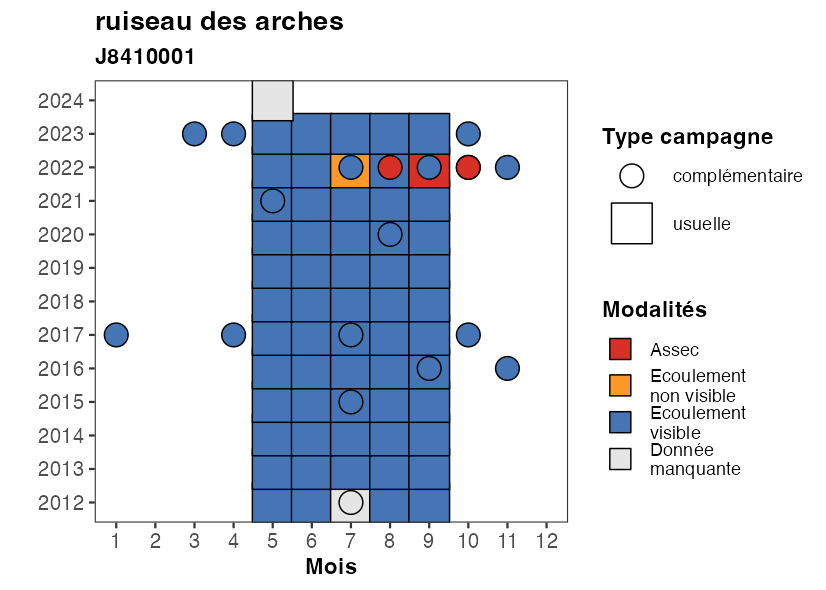 ruiseau des arches
J8410001
2024
2023
2022
2021
2020
2019
2018
2017
2016
2015
2014
2013
2012
1 2 3 4 5 6 7 8 9 10 11 12
Mois
Type campagne
complémentaire
usuelle
Modalités
Assec
Ecoulement
non visible
Ecoulement
visible
Donnée
manquante